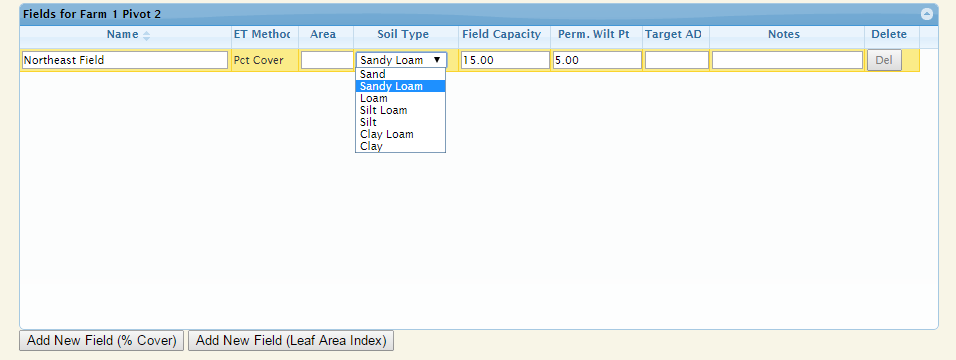 Fields for Farm 1 Pivot 2
Name ET Method Area Soil Type Field Capacity Perm. Wilt Pt Target AD Notes Delete
Northeast Field Pct Cover Sandy Loam 15.00 5.00 Del
Sand
Sandy Loam
Loam
Silt Loam
Silt
Clay Loam
Clay
Add New Field (% Cover) Add New Field (Leaf Area Index)